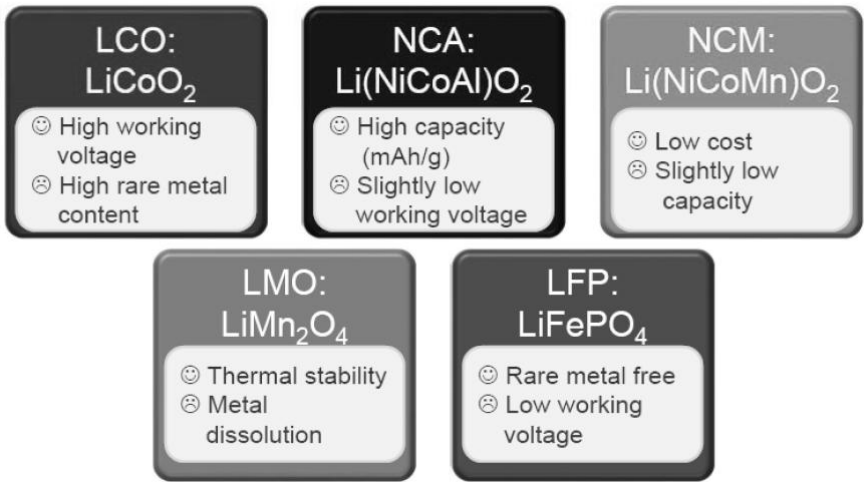 LCO:
LiCoO₂
☺ High working
voltage
☹ High rare metal
content
NCA:
Li(NiCoAl)O₂
☺ High capacity
(mAh/g)
☹ Slightly low
working voltage
NCM:
Li(NiCoMn)O₂
☺ Low cost
☹ Slightly low
capacity
LMO:
LiMn₂O₄
☺ Thermal stability
☹ Metal
dissolution
LFP:
LiFePO₄
☺ Rare metal free
☹ Low working
voltage